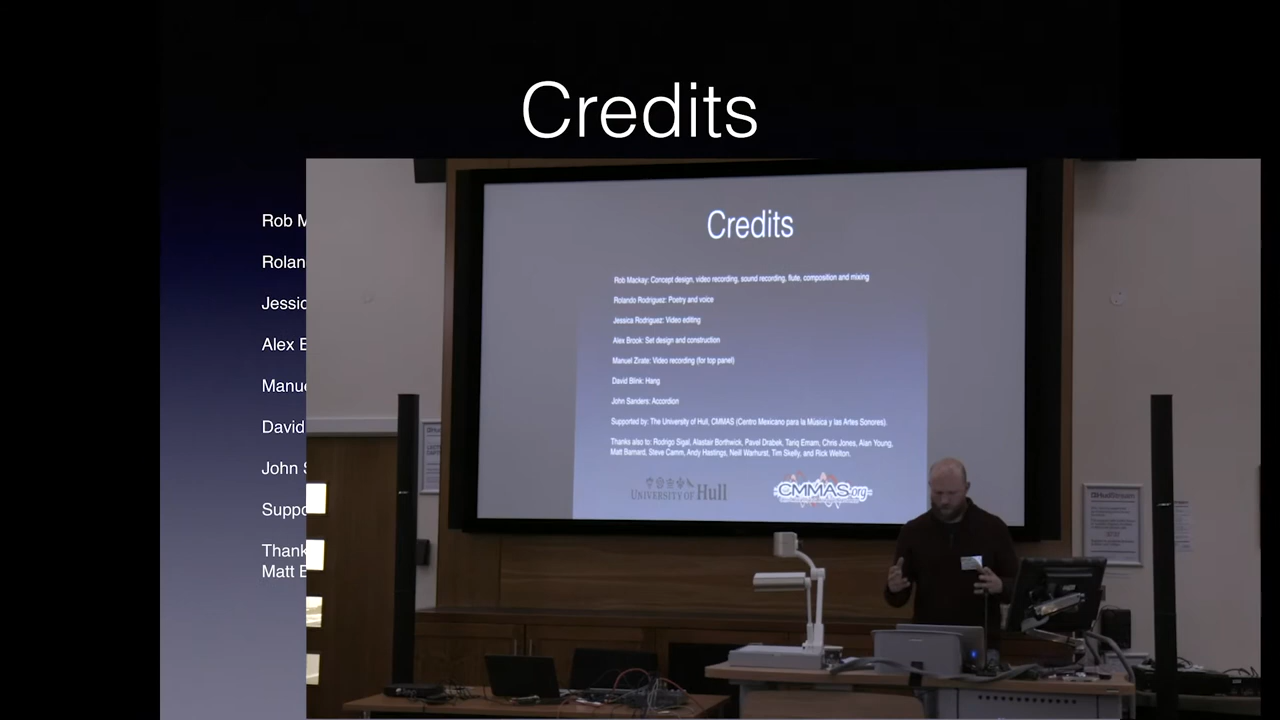 Credits
Rob M
Rolan
Jessic
Alex B
Manue
David
John S
Suppo
Thank
Matt B
Credits
Rob Mackay: Concept design, video recording, sound recording, flute, composition and mixing
Rolando Rodriguez: Poetry and voice
Jessica Rodriguez: Video editing
Alex Brook: Set design and construction
Manuel Zirate: Video recording (for top panel)
David Blink: Hang
John Sanders: Accordion
Supported by: The University of Hull, CMMAS (Centro Mexicano para la Música y las Artes Sonores).
Thanks also to: Rodrigo Sigal, Alastair Borthwick, Pavel Drabek, Tariq Emam, Chris Jones, Alan Young,
Matt Barnard, Steve Camm, Andy Hastings, Neill Warhurst, Tim Skelly, and Rick Welton.
UNIVERSITY OF Hull
CMMAS.org